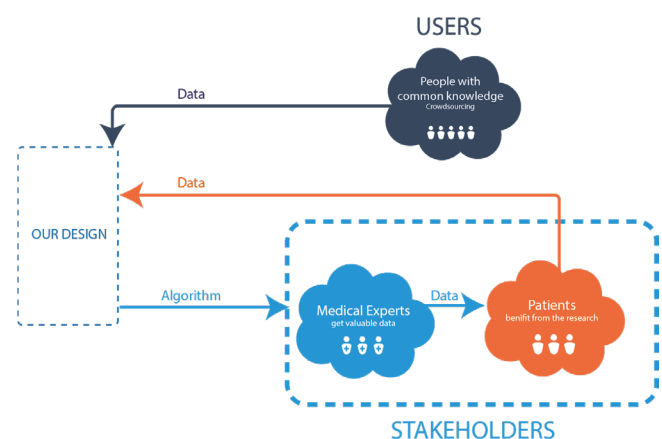 USERS
People with
common knowledge
Crowdsourcing
Data
Data
OUR DESIGN
Algorithm
Medical Experts
get valuable data
Data
Patients
benifit from the research
STAKEHOLDERS